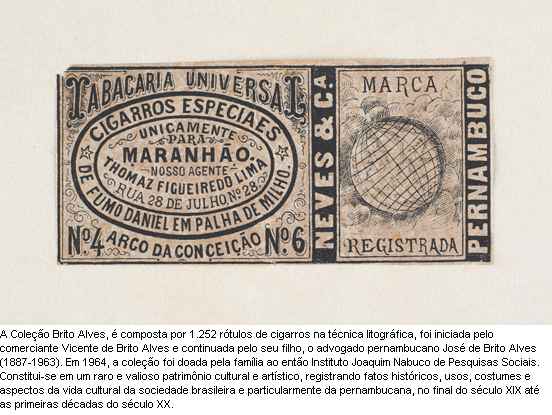 TABACARIA UNIVERSAL
CIGARROS ESPECIAES
UNICAMENTE
PARA
MARANHÃO,
NOSSO AGENTE
THOMAZ FIGUEIREDO LIMA
RUA 28 DE JULHO, Nº 28.
DE FUMO DANIEL EM PALHA DE MILHO.
Nº 4 ARCO DA CONCEIÇÃO Nº 6
NEVES & Cª
MARCA
REGISTRADA
PERNAMBUCO
A Coleção Brito Alves, é composta por 1.252 rótulos de cigarros na técnica litográfica, foi iniciada pelo
comerciante Vicente de Brito Alves e continuada pelo seu filho, o advogado pernambucano José de Brito Alves
(1887-1963). Em 1964, a coleção foi doada pela família ao então Instituto Joaquim Nabuco de Pesquisas Sociais.
Constitui-se em um raro e valioso patrimônio cultural e artístico, registrando fatos históricos, usos, costumes e
aspectos da vida cultural da sociedade brasileira e particularmente da pernambucana, no final do século XIX até
as primeiras décadas do século XX.